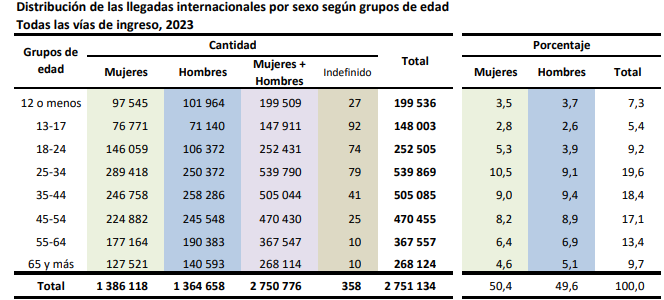 Distribución de las llegadas internacionales por sexo según grupos de edad
Todas las vías de ingreso, 2023
Grupos de edad Cantidad Porcentaje
Mujeres Hombres Mujeres + Hombres Indefinido Total Mujeres Hombres Total
12 o menos 97 545 101 964 199 509 27 199 536 3,5 3,7 7,3
13-17 76 771 71 140 147 911 92 148 003 2,8 2,6 5,4
18-24 146 059 106 372 252 431 74 252 505 5,3 3,9 9,2
25-34 289 418 250 372 539 790 79 539 869 10,5 9,1 19,6
35-44 246 758 258 286 505 044 41 505 085 9,0 9,4 18,4
45-54 224 882 245 548 470 430 25 470 455 8,2 8,9 17,1
55-64 177 164 190 383 367 547 10 367 557 6,4 6,9 13,4
65 y más 127 521 140 593 268 114 10 268 124 4,6 5,1 9,7
Total 1 386 118 1 364 658 2 750 776 358 2 751 134 50,4 49,6 100,0